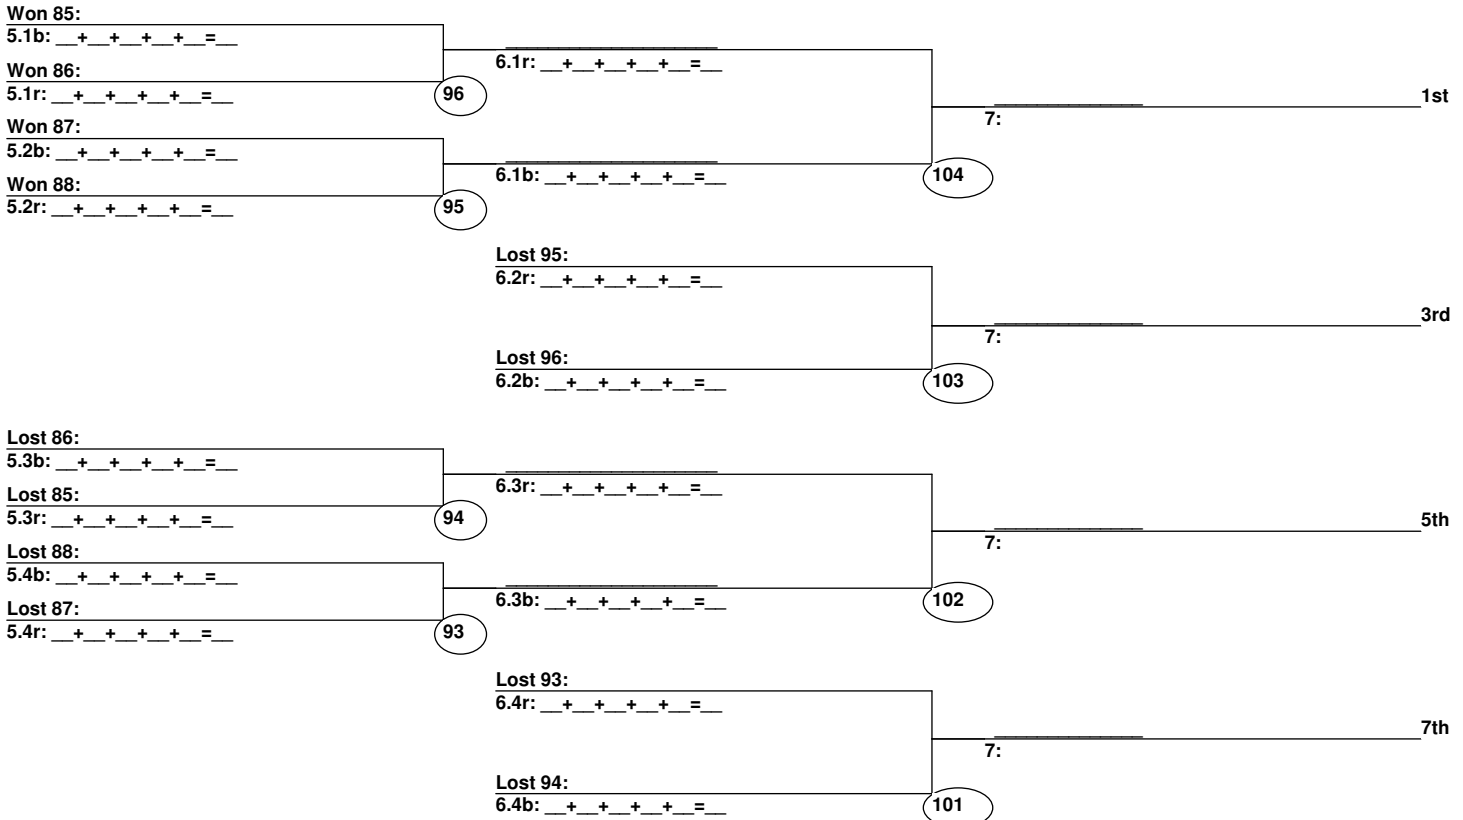 Won 85:
5.1b: __+__+__+__+__=__
Won 86:
5.1r: __+__+__+__+__=__
96
Won 87:
5.2b: __+__+__+__+__=__
Won 88:
5.2r: __+__+__+__+__=__
95
____________________
6.1r: __+__+__+__+__=__
____________________
6.1b: __+__+__+__+__=__
104
______________
7:
1st
Lost 95:
6.2r: __+__+__+__+__=__
Lost 96:
6.2b: __+__+__+__+__=__
103
______________
7:
3rd
Lost 86:
5.3b: __+__+__+__+__=__
Lost 85:
5.3r: __+__+__+__+__=__
94
Lost 88:
5.4b: __+__+__+__+__=__
Lost 87:
5.4r: __+__+__+__+__=__
93
____________________
6.3r: __+__+__+__+__=__
____________________
6.3b: __+__+__+__+__=__
102
______________
7:
5th
Lost 93:
6.4r: __+__+__+__+__=__
Lost 94:
6.4b: __+__+__+__+__=__
101
______________
7:
7th